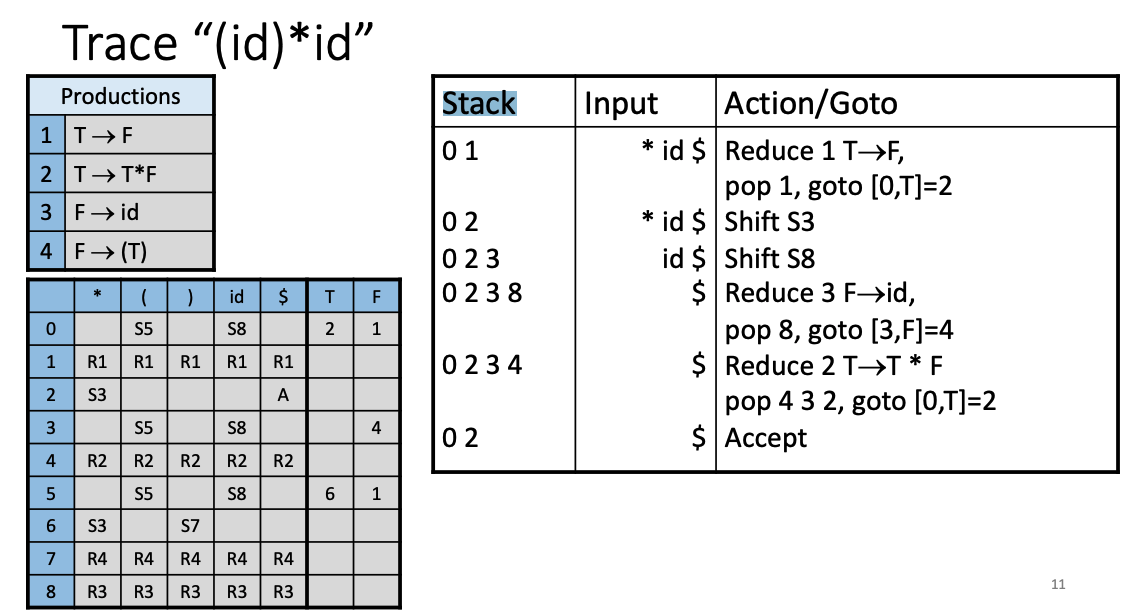 Trace “(id)*id”
Productions
1 T → F
2 T → T*F
3 F → id
4 F → (T)
* ( ) id $ T F
0 S5 S8 2 1
1 R1 R1 R1 R1 R1
2 S3 A
3 S5 S8 4
4 R2 R2 R2 R2 R2
5 S5 S8 6 1
6 S3 S7
7 R4 R4 R4 R4 R4
8 R3 R3 R3 R3 R3
Stack Input Action/Goto
0 1 * id $ Reduce 1 T→F,
pop 1, goto [0,T]=2
0 2 * id $ Shift S3
0 2 3 id $ Shift S8
0 2 3 8 $ Reduce 3 F→id,
pop 8, goto [3,F]=4
0 2 3 4 $ Reduce 2 T→T * F
pop 4 3 2, goto [0,T]=2
0 2 $ Accept
11